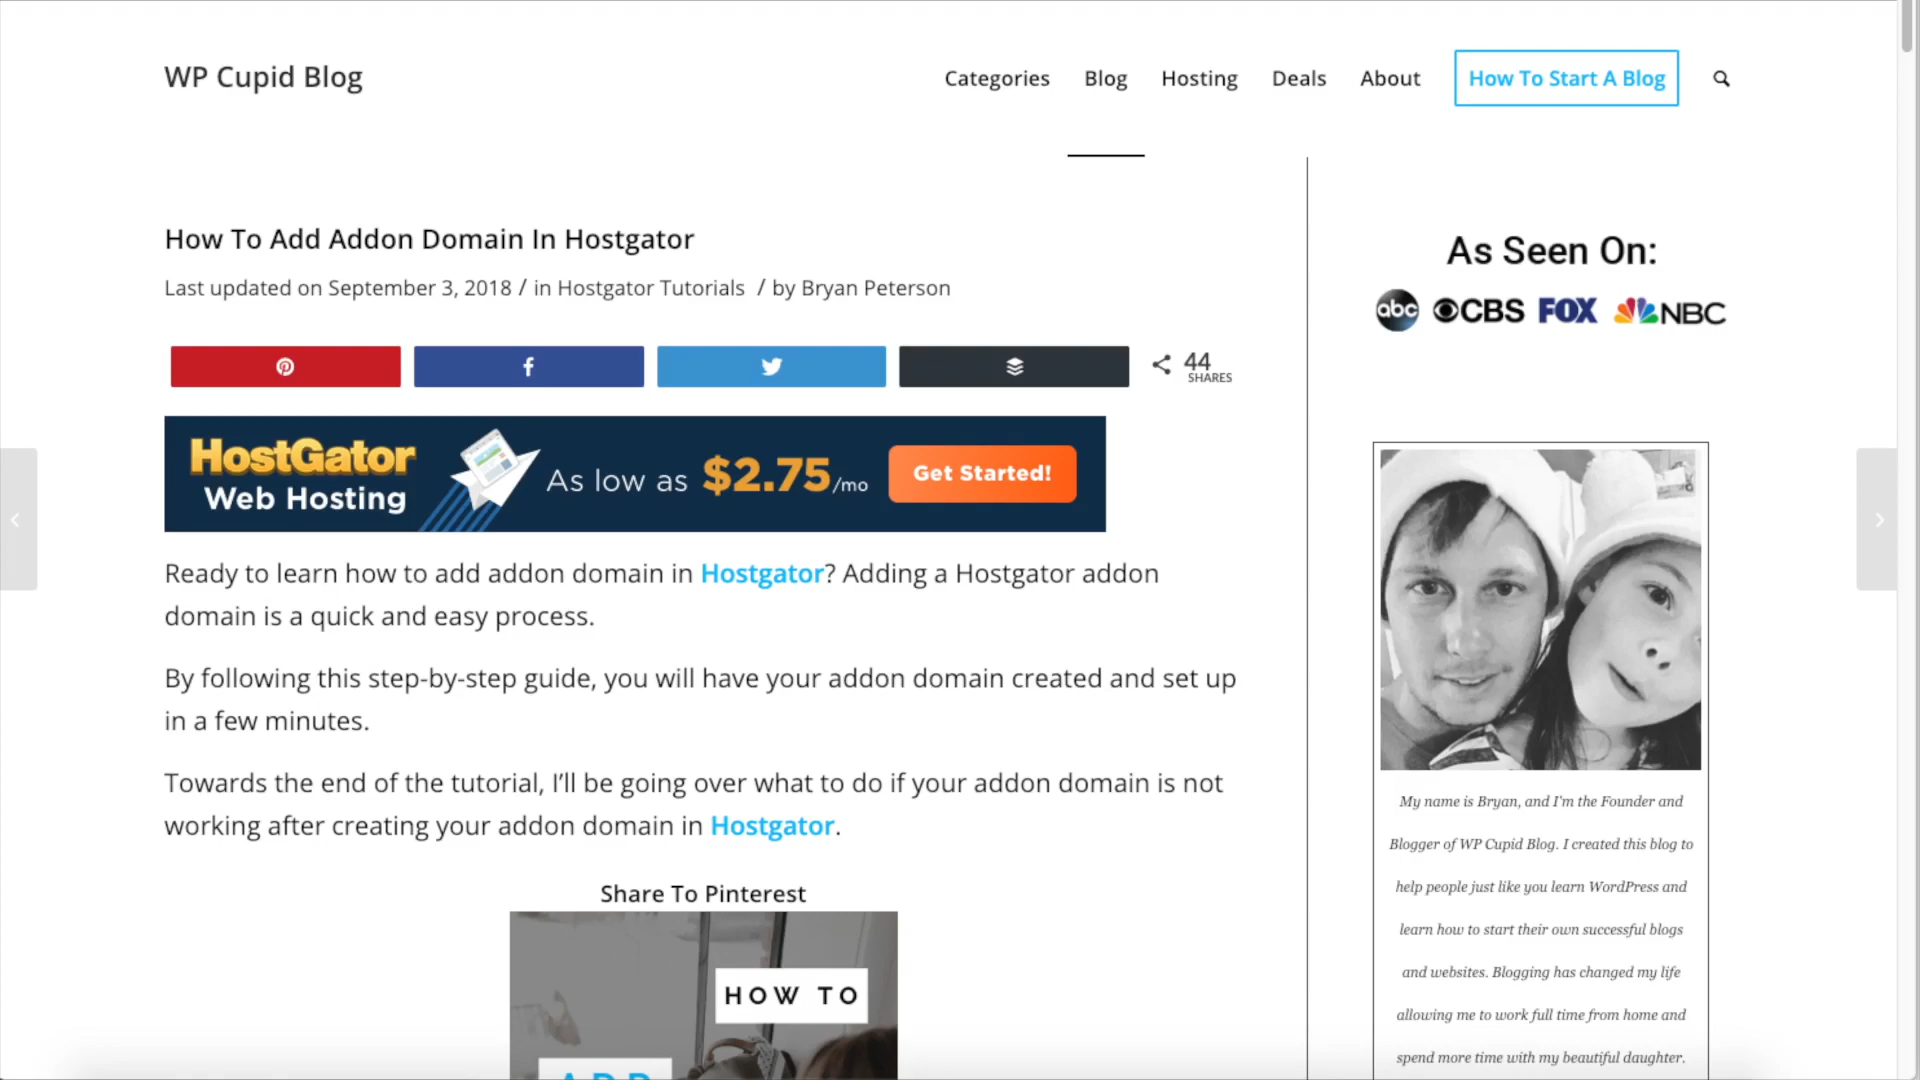 WP Cupid Blog
Categories Blog Hosting Deals About How To Start A Blog
How To Add Addon Domain In Hostgator
Last updated on September 3, 2018 / in Hostgator Tutorials / by Bryan Peterson
44
SHARES
HostGator
Web Hosting
As low as $2.75/mo
Get Started!
Ready to learn how to add addon domain in Hostgator? Adding a Hostgator addon
domain is a quick and easy process.
By following this step-by-step guide, you will have your addon domain created and set up
in a few minutes.
Towards the end of the tutorial, I’ll be going over what to do if your addon domain is not
working after creating your addon domain in Hostgator.
Share To Pinterest
HOW TO
ADD
As Seen On:
abc CBS FOX NBC
My name is Bryan, and I'm the Founder and
Blogger of WP Cupid Blog. I created this blog to
help people just like you learn WordPress and
learn how to start their own successful blogs
and websites. Blogging has changed my life
allowing me to work full time from home and
spend more time with my beautiful daughter.